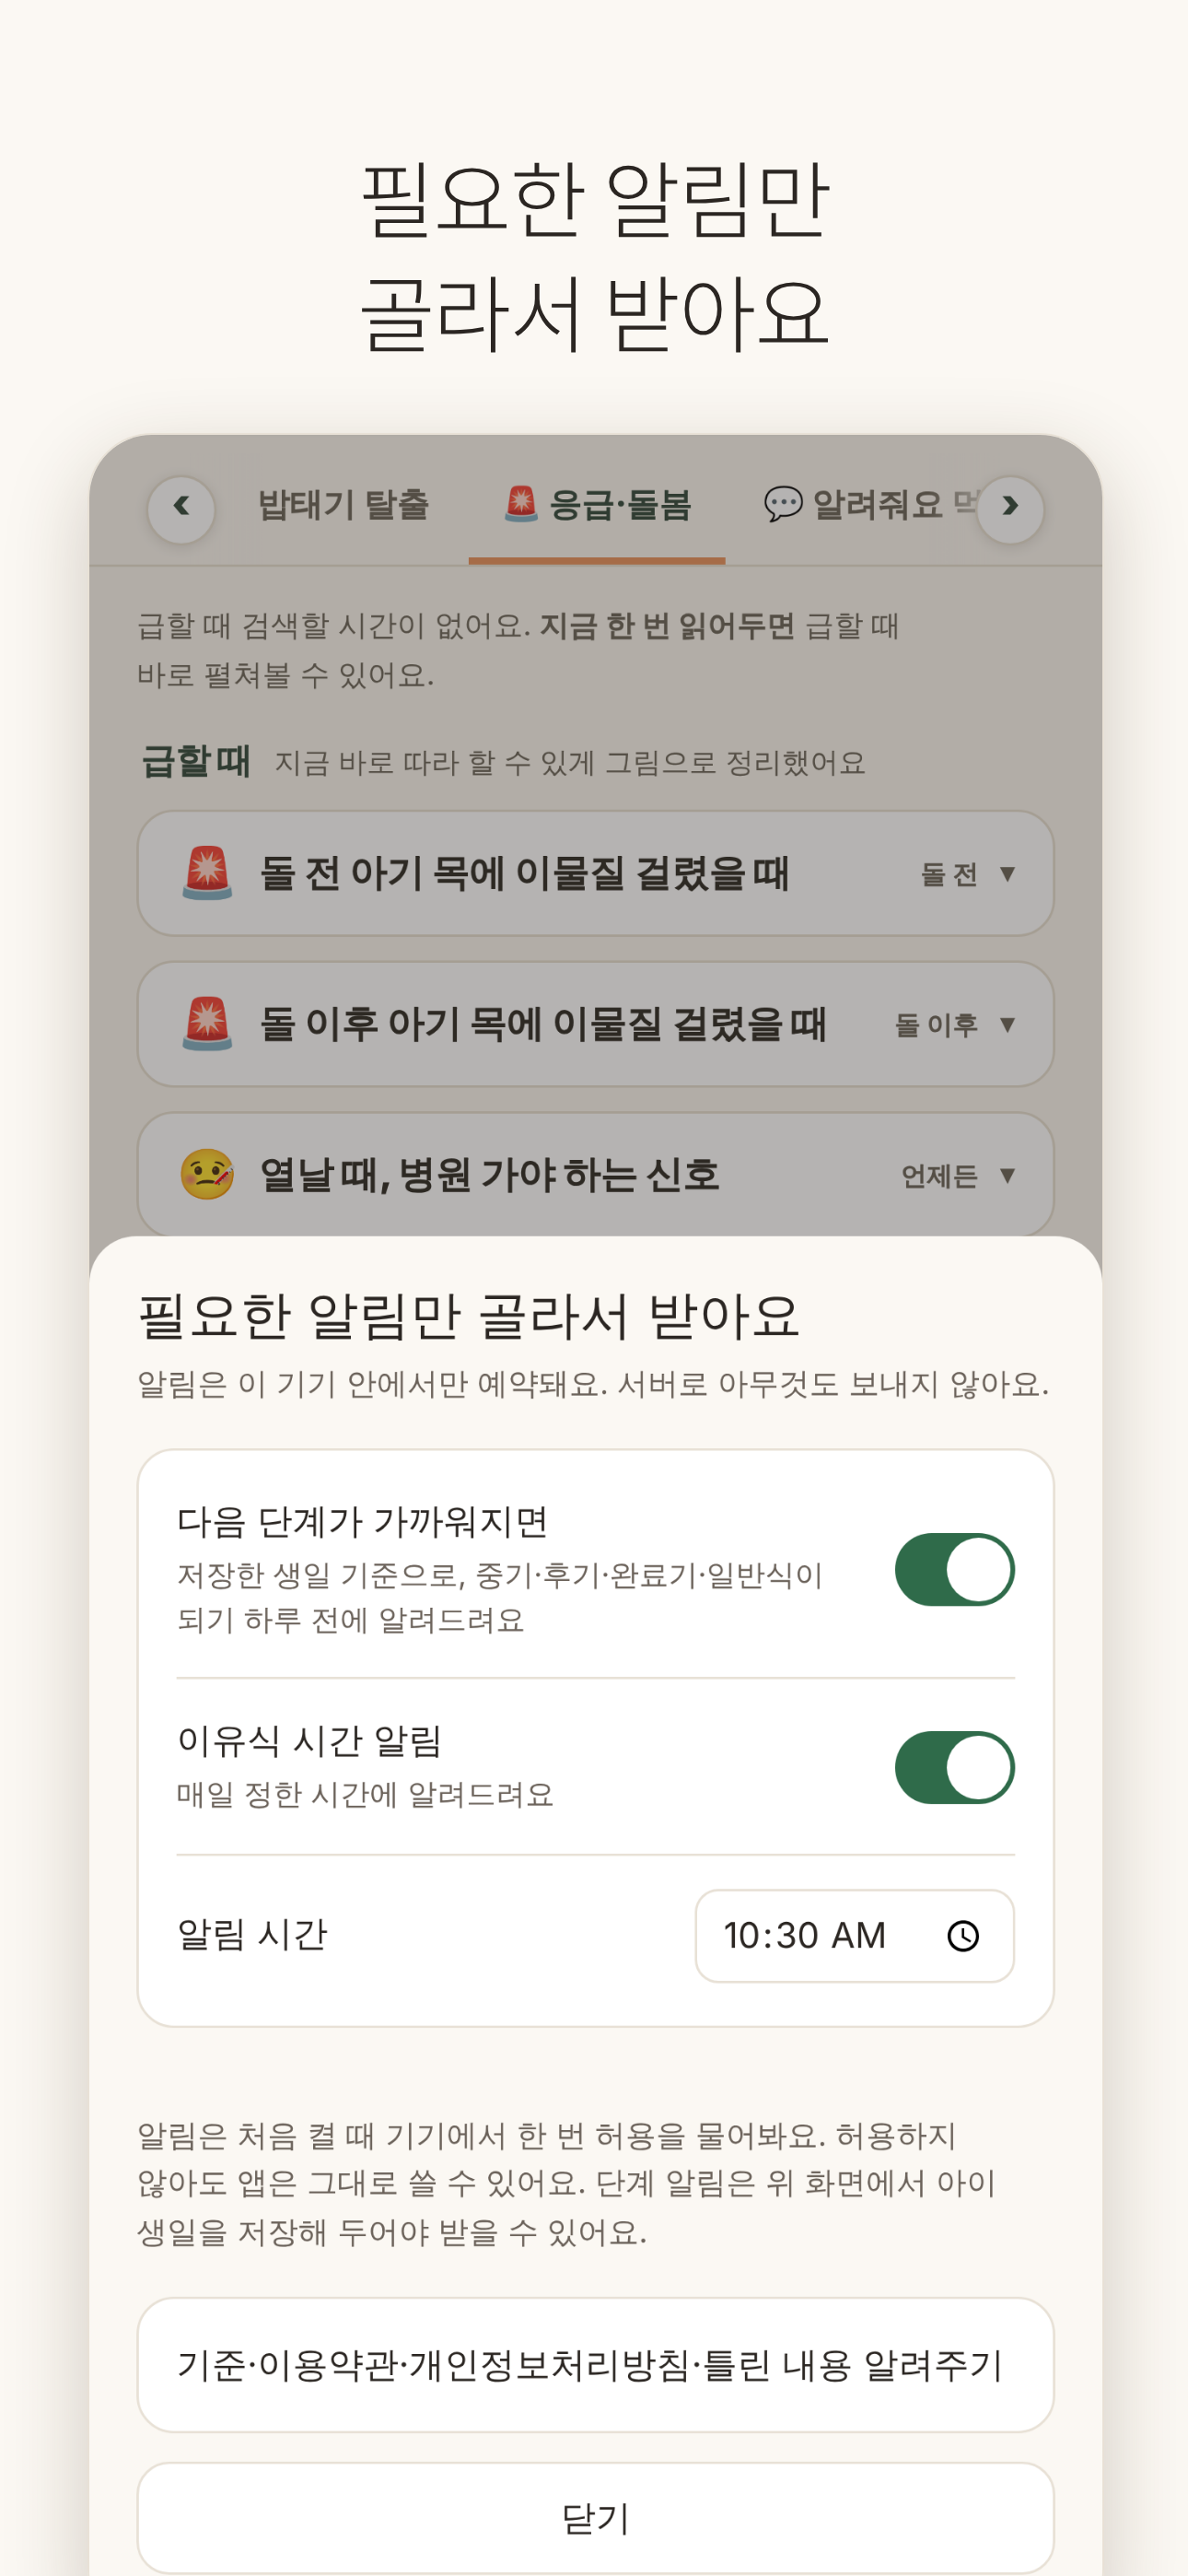 필요한 알림만
골라서 받아요
‹ 밥태기 탈출 🚨 응급·돌봄 💬 알려줘요 ›
급할 때 검색할 시간이 없어요. 지금 한 번 읽어두면 급할 때
바로 펼쳐볼 수 있어요.
급할 때 지금 바로 따라 할 수 있게 그림으로 정리했어요
🚨 돌 전 아기 목에 이물질 걸렸을 때 돌 전 ▼
🚨 돌 이후 아기 목에 이물질 걸렸을 때 돌 이후 ▼
🤒 열날 때, 병원 가야 하는 신호 언제든 ▼
필요한 알림만 골라서 받아요
알림은 이 기기 안에서만 예약돼요. 서버로 아무것도 보내지 않아요.
다음 단계가 가까워지면
저장한 생일 기준으로, 중기·후기·완료기·일반식이
되기 하루 전에 알려드려요
이유식 시간 알림
매일 정한 시간에 알려드려요
알림 시간 10:30 AM
알림은 처음 켤 때 기기에서 한 번 허용을 물어봐요. 허용하지
않아도 앱은 그대로 쓸 수 있어요. 단계 알림은 위 화면에서 아이
생일을 저장해 두어야 받을 수 있어요.
기준·이용약관·개인정보처리방침·틀린 내용 알려주기
닫기